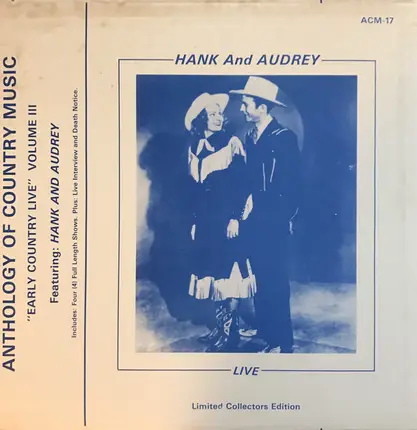 ANTHOLOGY OF COUNTRY MUSIC
"EARLY COUNTRY LIVE" VOLUME III
Featuring: HANK AND AUDREY
Includes: Four (4) Full Length Shows. Plus: Live Interview and Death Notice.
ACM-17
HANK And AUDREY
LIVE
Limited Collectors Edition